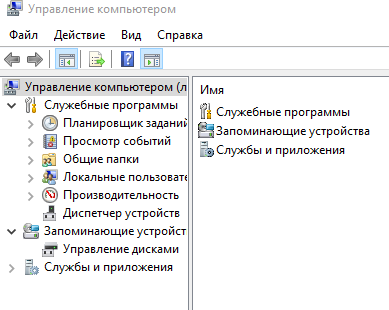 Управление компьютером
Файл Действие Вид Справка
Управление компьютером (л
Служебные программы
Планировщик заданий
Просмотр событий
Общие папки
Локальные пользовате
Производительность
Диспетчер устройств
Запоминающие устройст
Управление дисками
Службы и приложения
Имя
Служебные программы
Запоминающие устройства
Службы и приложения